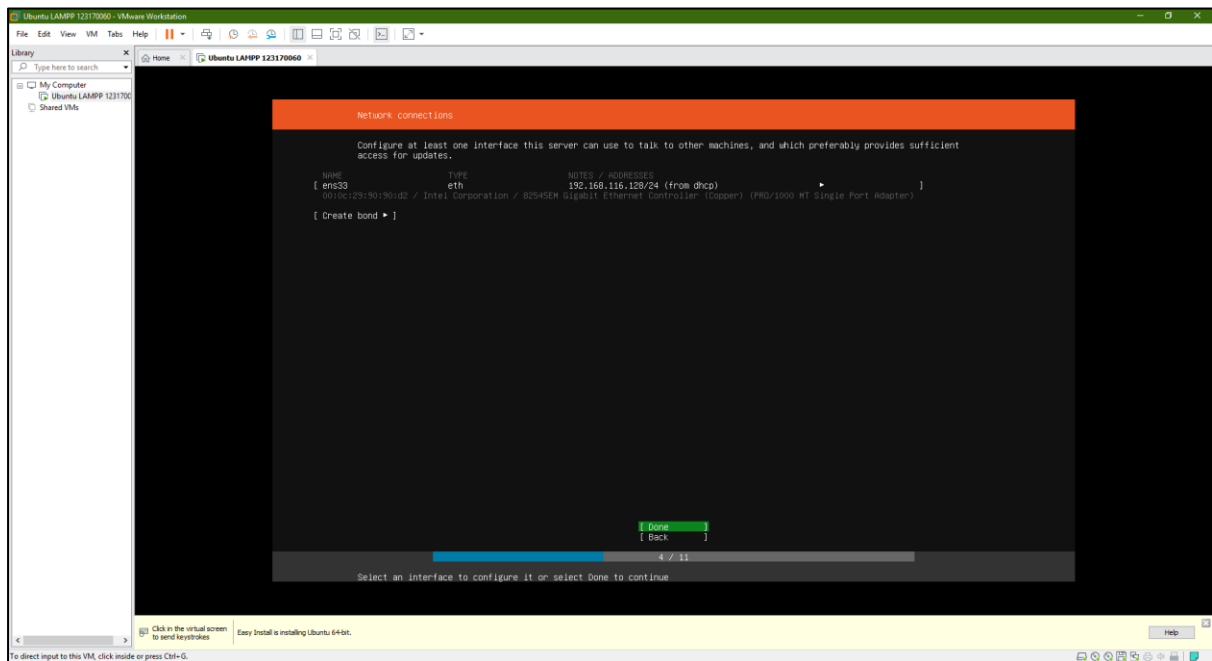 Ubuntu LAMPP 123170060 - VMware Workstation
File Edit View VM Tabs Help
Library
Type here to search
My Computer
Ubuntu LAMPP 1231700
Shared VMs
Home
Ubuntu LAMPP 123170060
Network connections
Configure at least one interface this server can use to talk to other machines, and which preferably provides sufficient
access for updates.
NAME TYPE NOTES / ADDRESSES
[ ens33 eth 192.168.116.128/24 (from dhcp) ▸ ]
00:0c:29:90:90:d2 / Intel Corporation / 82545EM Gigabit Ethernet Controller (Copper) (PRO/1000 MT Single Port Adapter)
[ Create bond ▸ ]
[ Done ]
[ Back ]
4 / 11
Select an interface to configure it or select Done to continue
Click in the virtual screen
to send keystrokes
Easy Install is installing Ubuntu 64-bit.
Help
To direct input to this VM, click inside or press Ctrl+G.